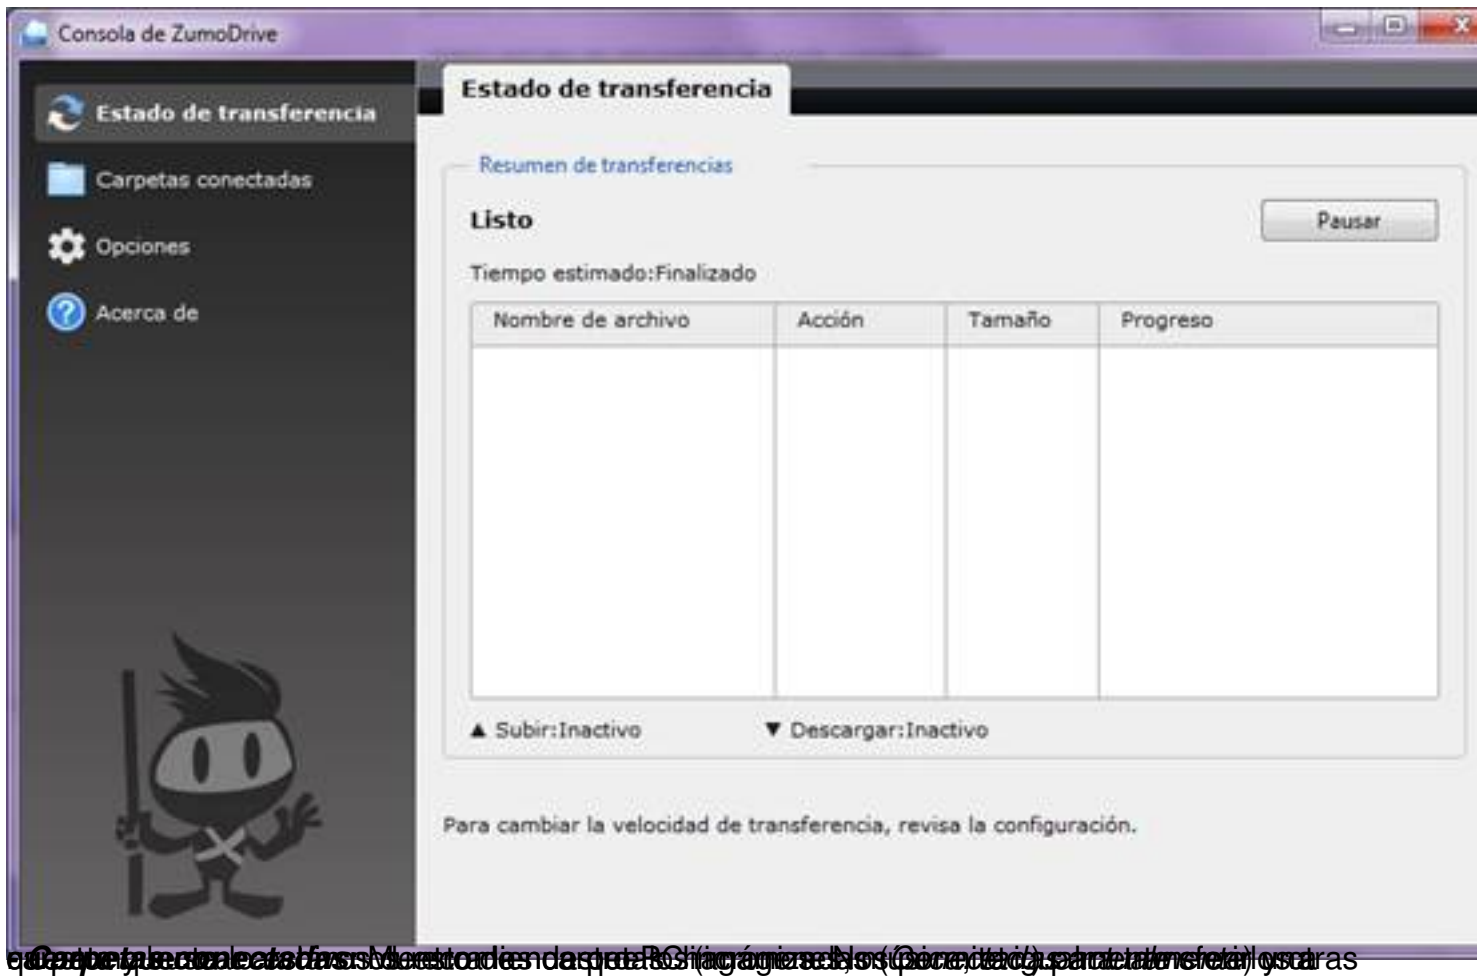 Consola de ZumoDrive
Estado de transferencia
Carpetas conectadas
Opciones
Acerca de
Estado de transferencia
Resumen de transferencias
Listo
Pausar
Tiempo estimado:Finalizado
Nombre de archivo Acción Tamaño Progreso
▲ Subir:Inactivo ▼ Descargar:Inactivo
Para cambiar la velocidad de transferencia, revisa la configuración.